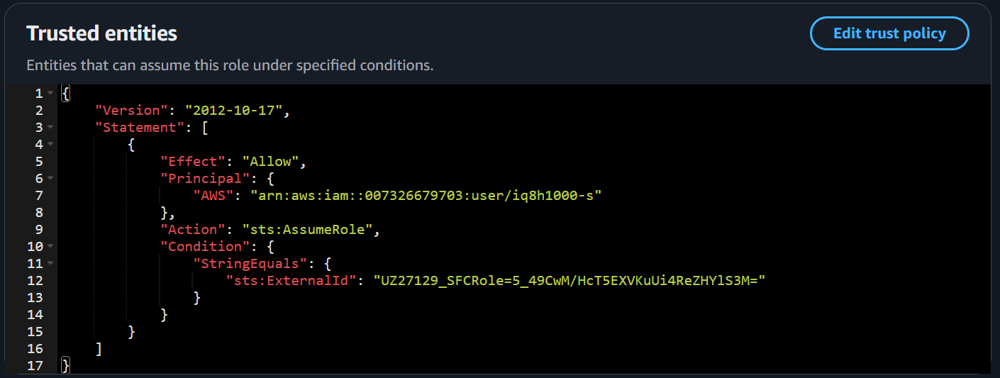 Trusted entities
Edit trust policy
Entities that can assume this role under specified conditions.
1 {
2 "Version": "2012-10-17",
3 "Statement": [
4 {
5 "Effect": "Allow",
6 "Principal": {
7 "AWS": "arn:aws:iam::007326679703:user/iq8h1000-s"
8 },
9 "Action": "sts:AssumeRole",
10 "Condition": {
11 "StringEquals": {
12 "sts:ExternalId": "UZ27129_SFCRole=5_49CwM/HcT5EXVKuUi4ReZHYlS3M="
13 }
14 }
15 }
16 ]
17 }